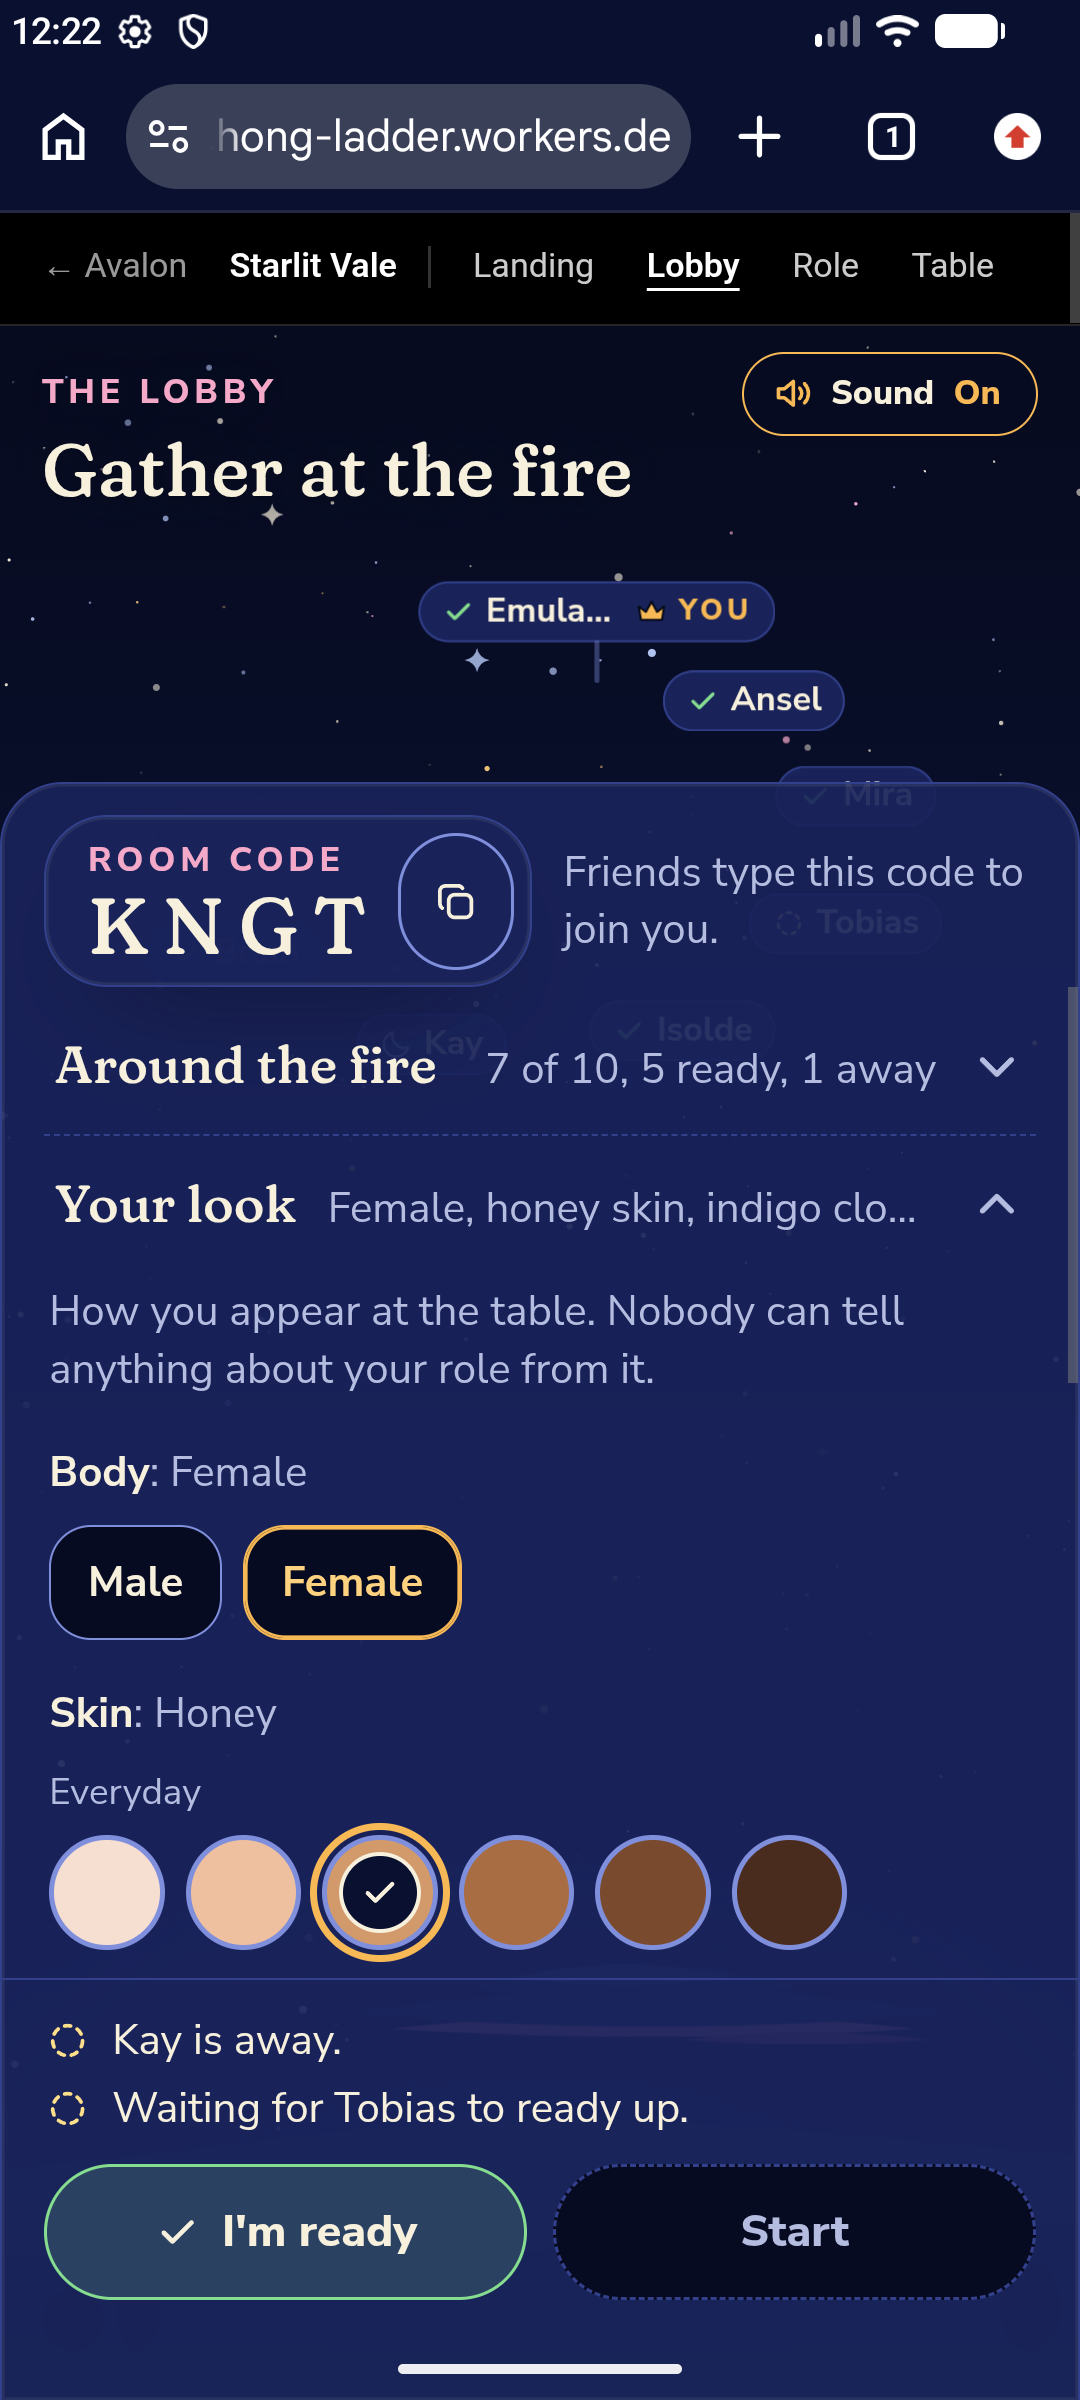 12:22
hong-ladder.workers.de
1
← Avalon Starlit Vale Landing Lobby Role Table
THE LOBBY
Sound On
Gather at the fire
Emula... YOU
Ansel
Mira
ROOM CODE
KNGT
Friends type this code to
join you.
Tobias
Isolde
Kay
Around the fire 7 of 10, 5 ready, 1 away
Your look Female, honey skin, indigo clo...
How you appear at the table. Nobody can tell
anything about your role from it.
Body: Female
Male Female
Skin: Honey
Everyday
Kay is away.
Waiting for Tobias to ready up.
I'm ready Start